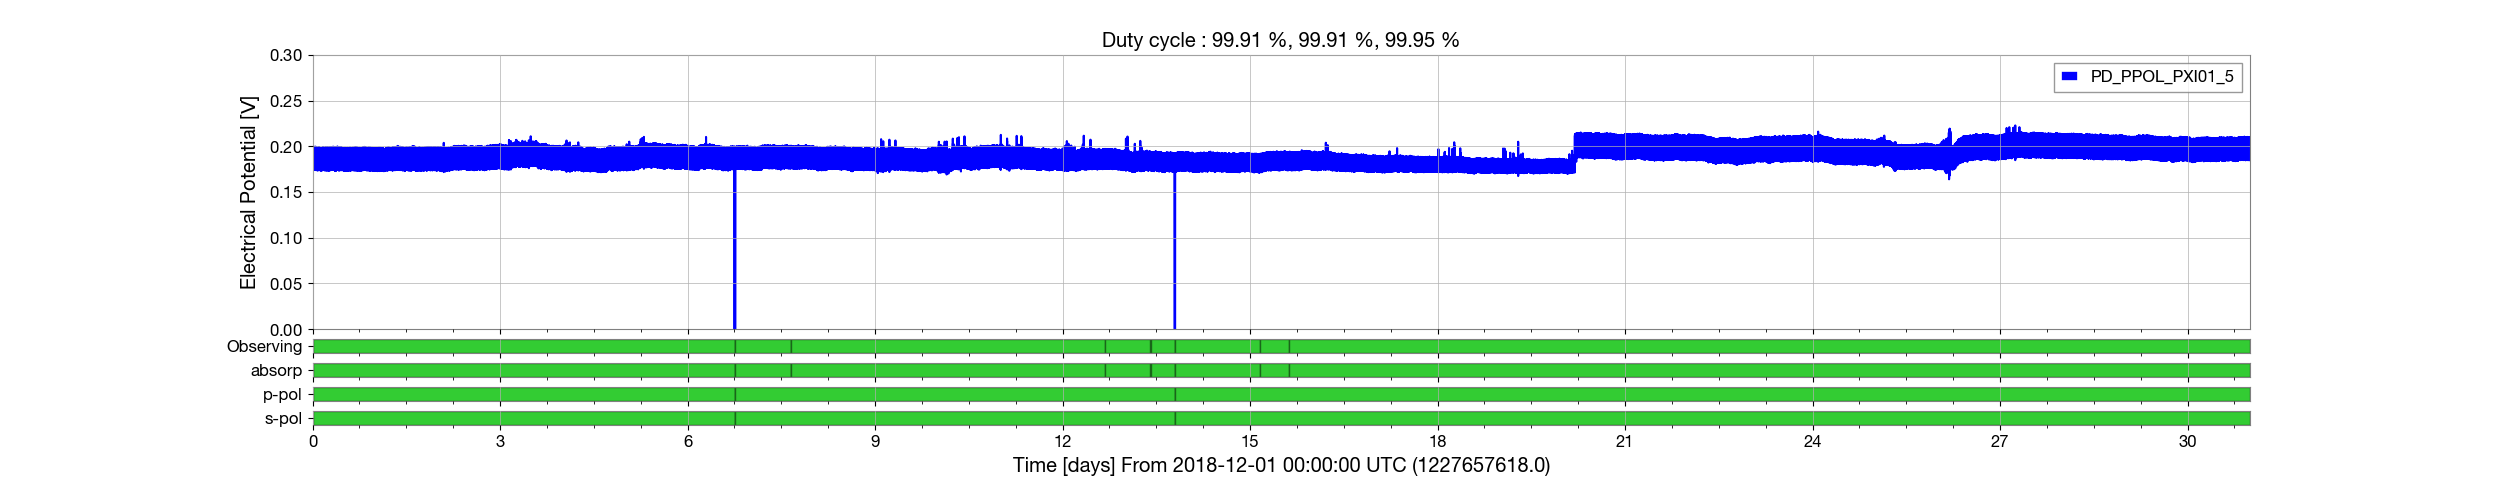 Duty cycle : 99.91 %, 99.91 %, 99.95 %
0.30
0.25
0.20
0.15
0.10
0.05
0.00
Electrical Potential [V]
PD_PPOL_PXI01_5
Observing
absorp
p-pol
s-pol
0 3 6 9 12 15 18 21 24 27 30
Time [days] From 2018-12-01 00:00:00 UTC (1227657618.0)